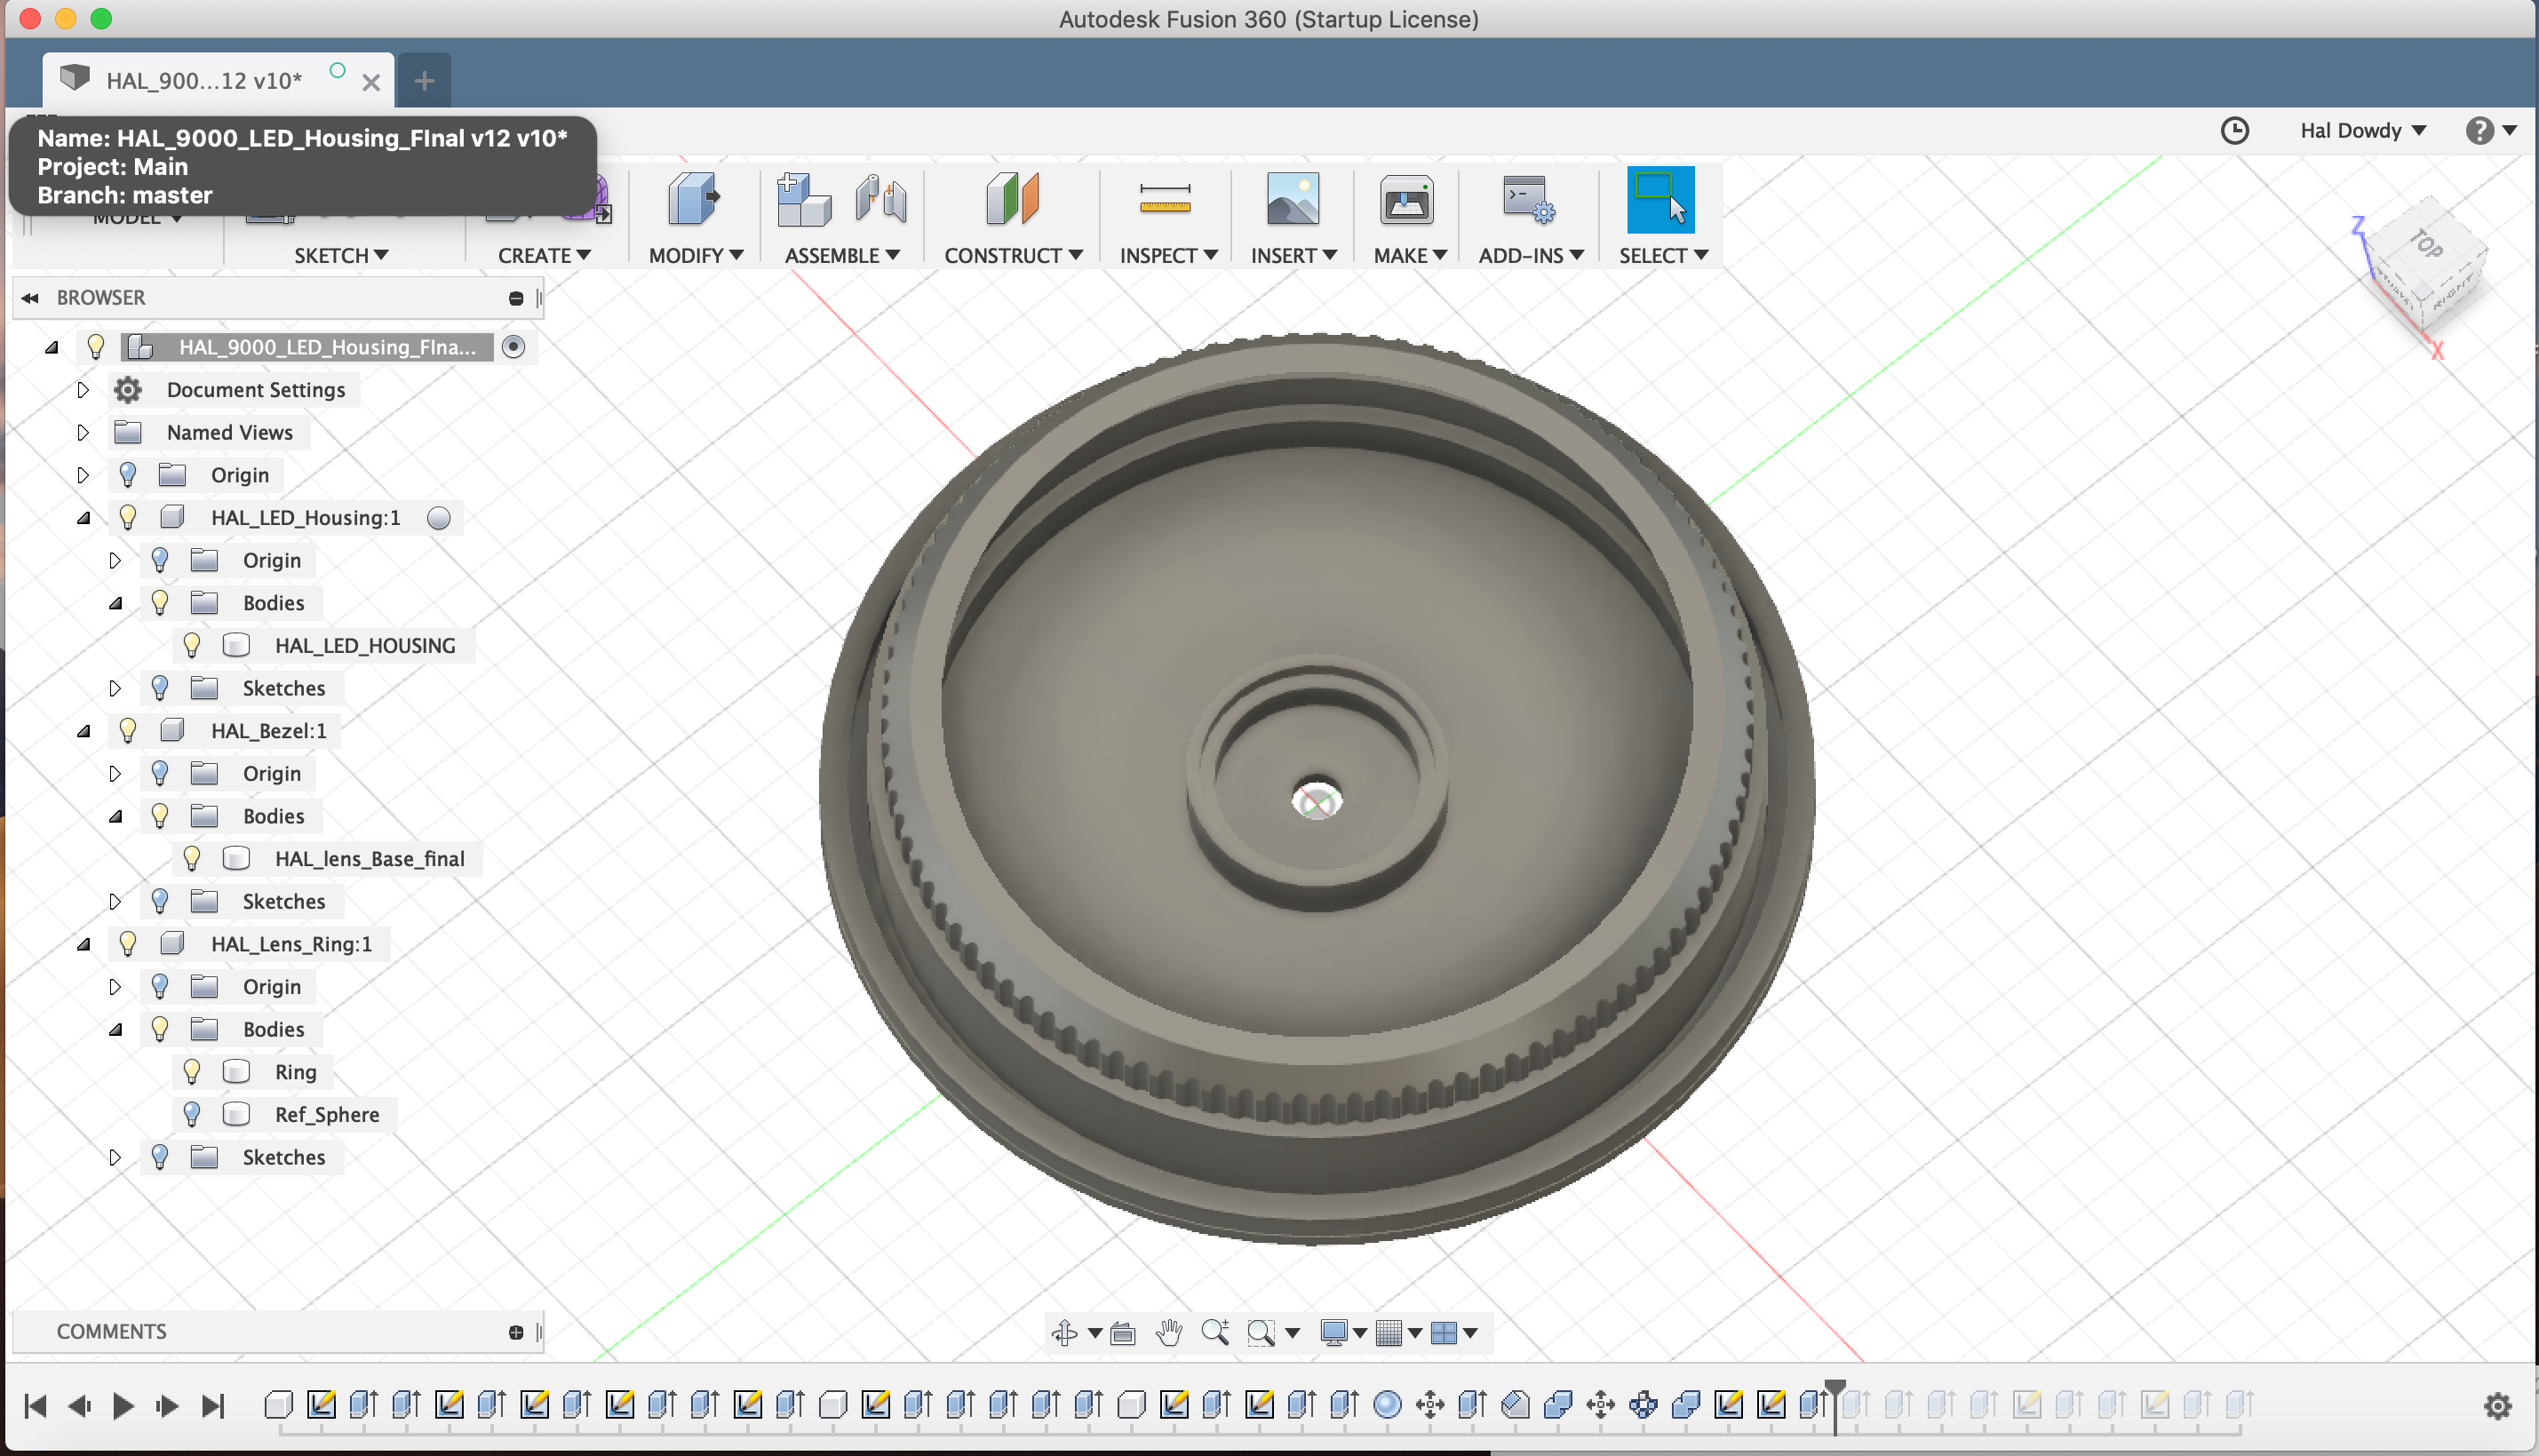 Autodesk Fusion 360 (Startup License)
HAL_900...12 v10*
Name: HAL_9000_LED_Housing_FInal v12 v10*
Project: Main
Branch: master
Hal Dowdy
MODEL
SKETCH
CREATE
MODIFY
ASSEMBLE
CONSTRUCT
INSPECT
INSERT
MAKE
ADD-INS
SELECT
Z
TOP
RIGHT
X
BROWSER
HAL_9000_LED_Housing_FIna...
Document Settings
Named Views
Origin
HAL_LED_Housing:1
Origin
Bodies
HAL_LED_HOUSING
Sketches
HAL_Bezel:1
Origin
Bodies
HAL_lens_Base_final
Sketches
HAL_Lens_Ring:1
Origin
Bodies
Ring
Ref_Sphere
Sketches
COMMENTS